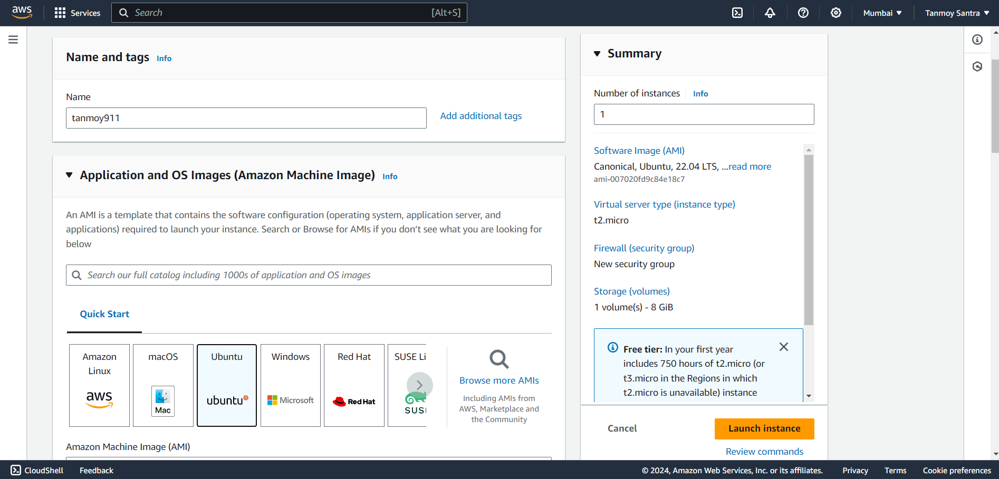 aws
Services
Search
[Alt+S]
Mumbai
Tanmoy Santra
Name and tags Info
Name
tanmoy911
Add additional tags
Application and OS Images (Amazon Machine Image) Info
An AMI is a template that contains the software configuration (operating system, application server, and
applications) required to launch your instance. Search or Browse for AMIs if you don’t see what you are looking for
below
Search our full catalog including 1000s of application and OS images
Quick Start
Amazon
Linux
aws
macOS
Mac
Ubuntu
ubuntu
Windows
Microsoft
Red Hat
Red Hat
SUSE Li
SUS
Browse more AMIs
Including AMIs from
AWS, Marketplace and
the Community
Amazon Machine Image (AMI)
Summary
Number of instances Info
1
Software Image (AMI)
Canonical, Ubuntu, 22.04 LTS, ...read more
ami-007020fd9c84e18c7
Virtual server type (instance type)
t2.micro
Firewall (security group)
New security group
Storage (volumes)
1 volume(s) - 8 GiB
Free tier: In your first year
includes 750 hours of t2.micro (or
t3.micro in the Regions in which
t2.micro is unavailable) instance
Cancel
Launch instance
Review commands
CloudShell
Feedback
© 2024, Amazon Web Services, Inc. or its affiliates.
Privacy
Terms
Cookie preferences